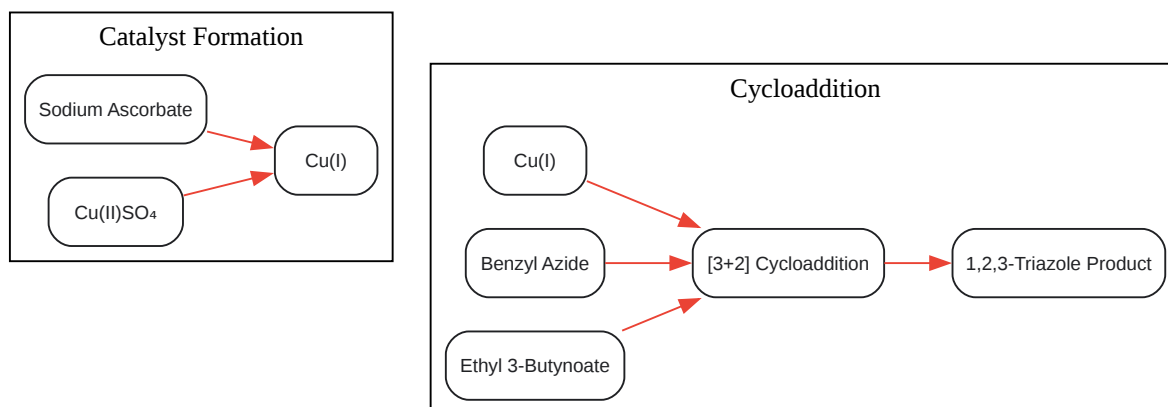 Catalyst Formation
Sodium Ascorbate
Cu(I)
Cu(II)SO₄
Cycloaddition
Cu(I)
Benzyl Azide
[3+2] Cycloaddition
1,2,3-Triazole Product
Ethyl 3-Butynoate